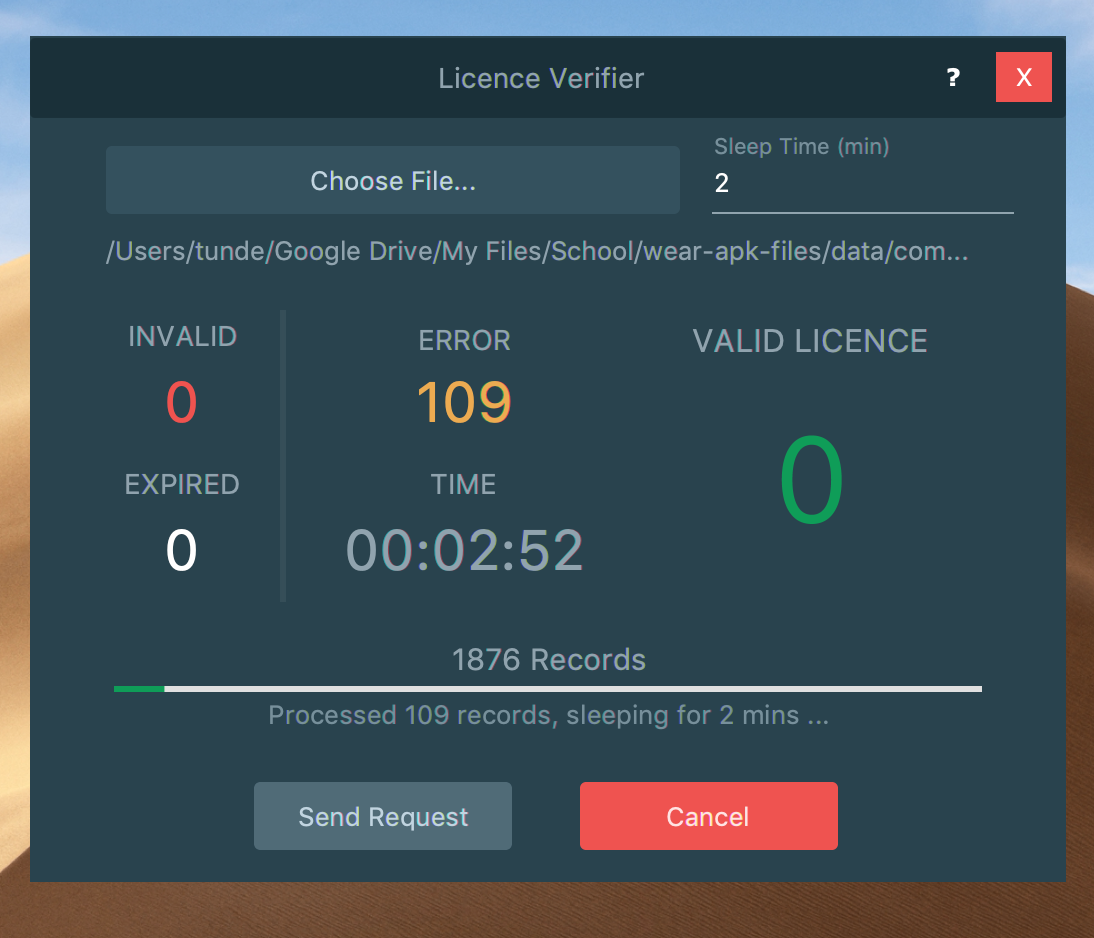 Licence Verifier
?
X
Choose File...
Sleep Time (min)
2
/Users/tunde/Google Drive/My Files/School/wear-apk-files/data/com...
INVALID
0
ERROR
109
VALID LICENCE
0
EXPIRED
0
TIME
00:02:52
1876 Records
Processed 109 records, sleeping for 2 mins ...
Send Request
Cancel